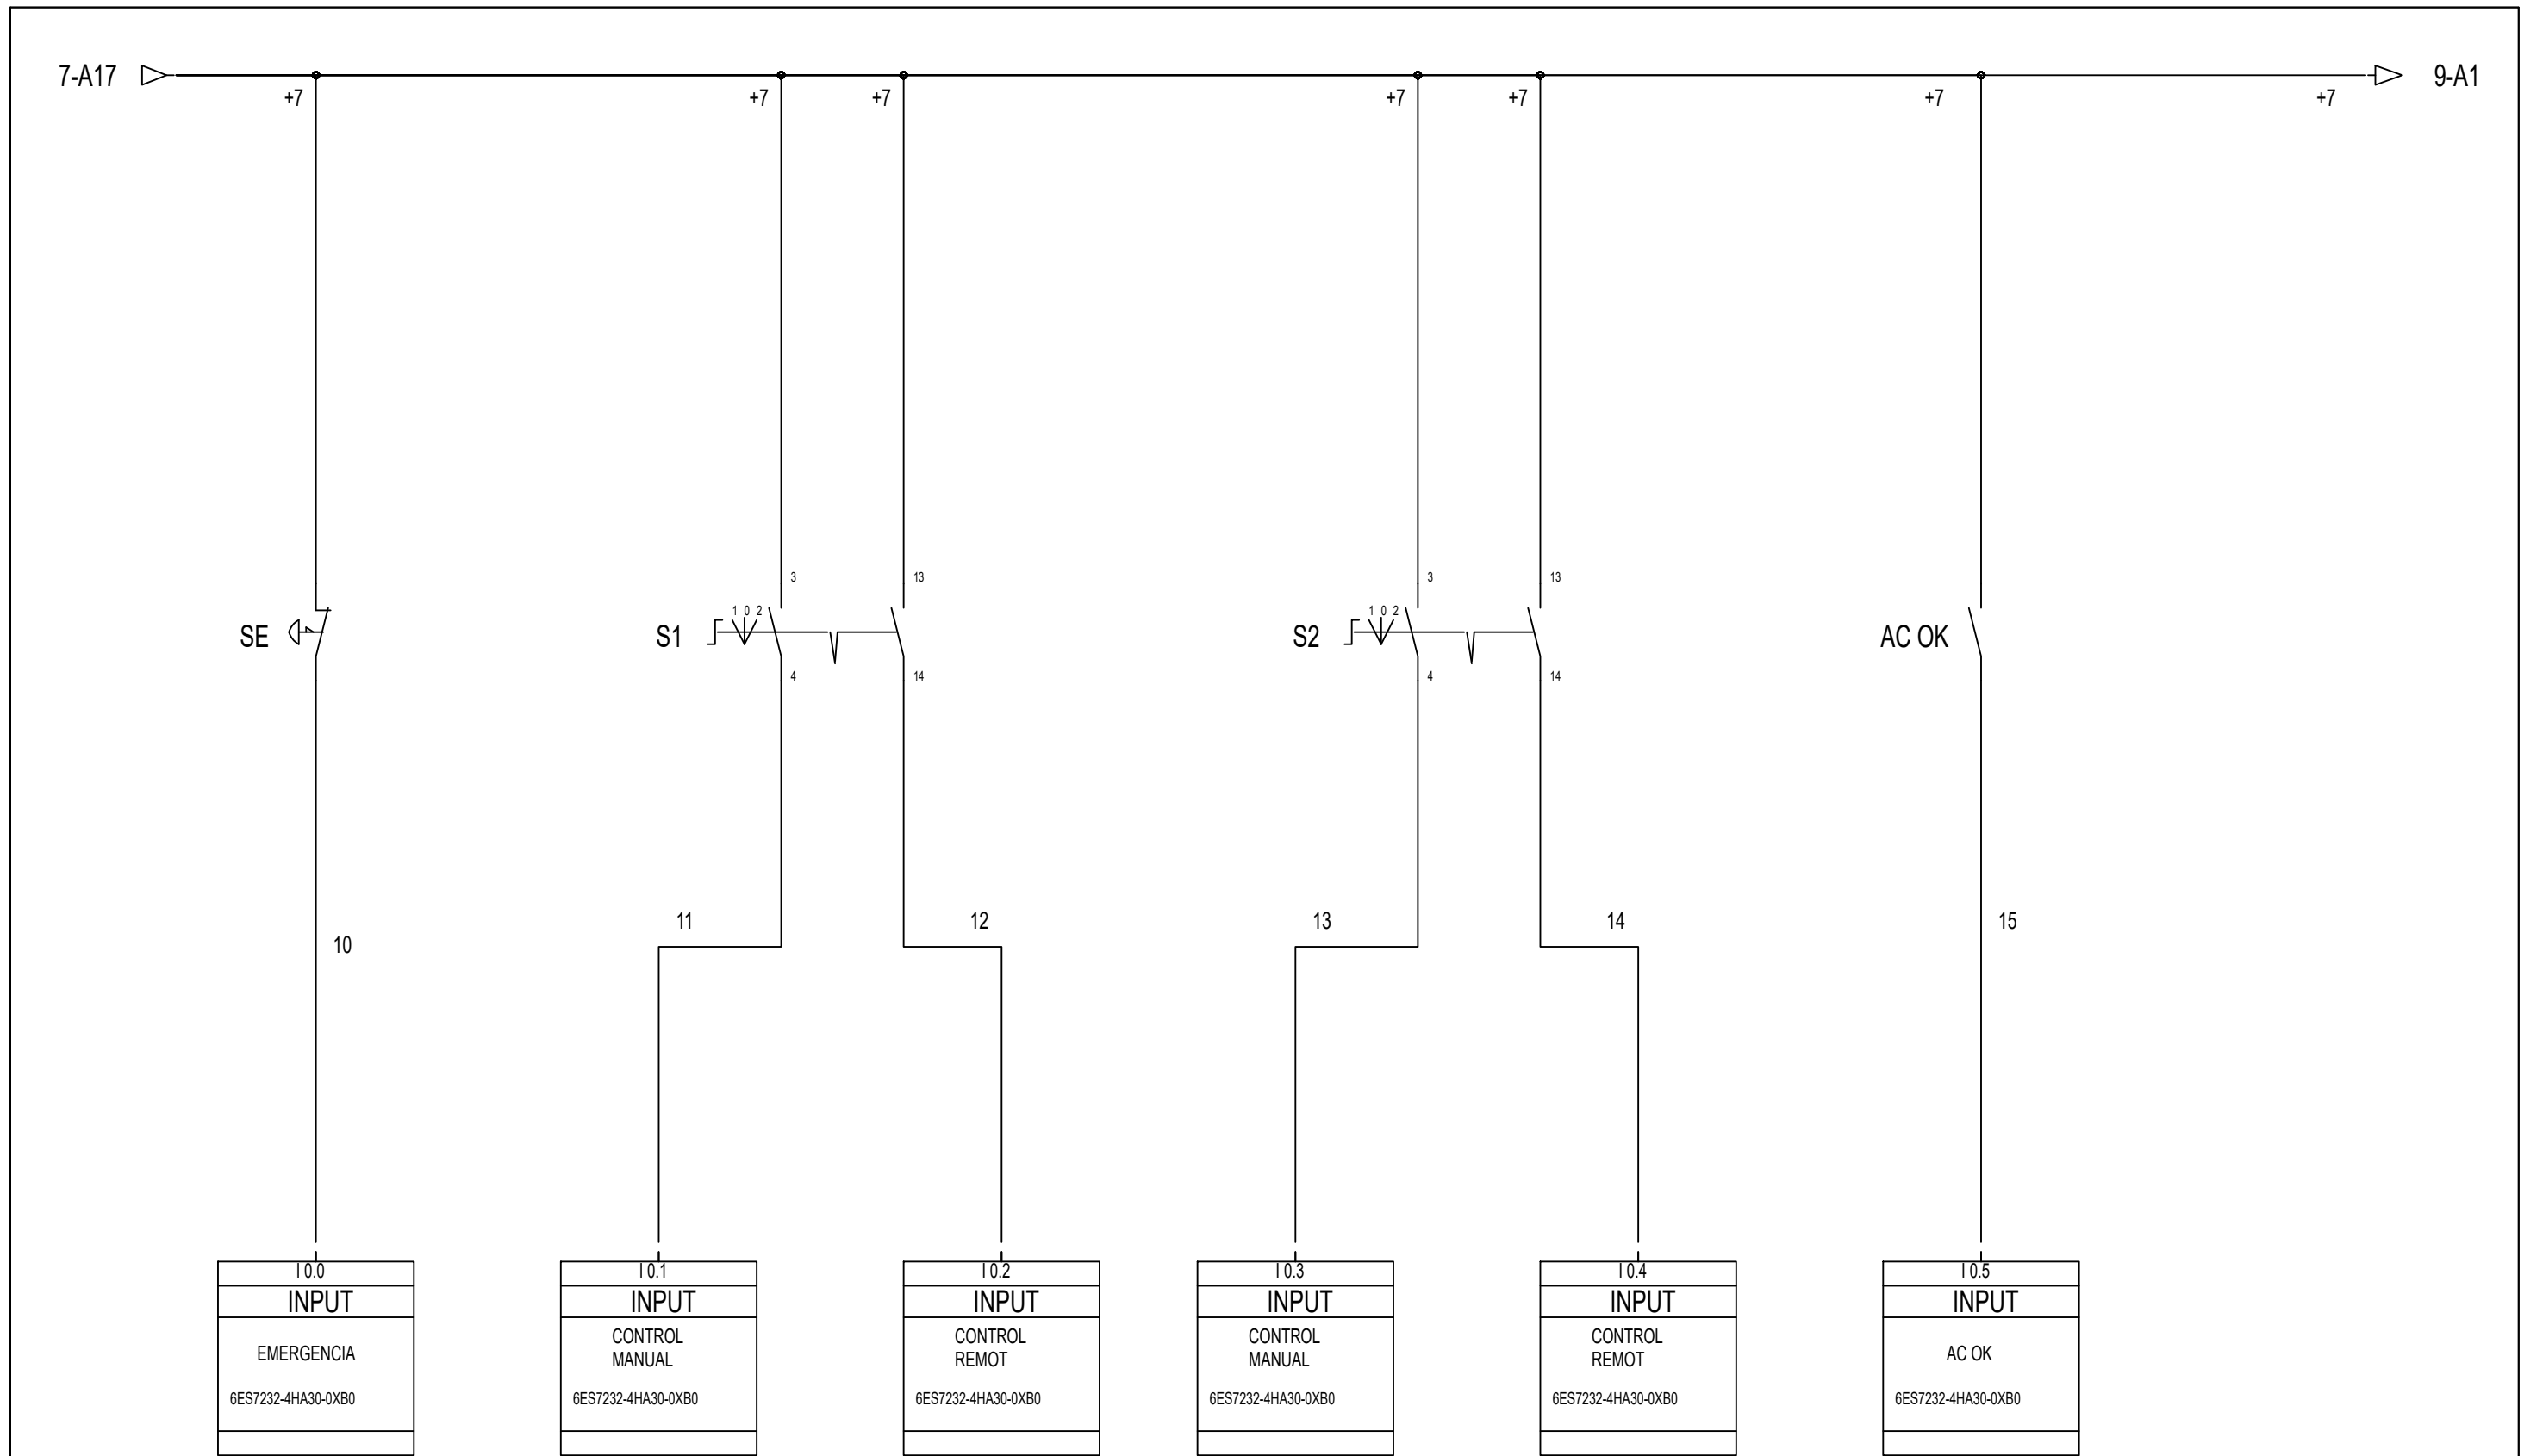 7-A17
9-A1
+7
+7
+7
+7
+7
+7
+7
3
13
3
13
1 0 2
1 0 2
SE
S1
S2
AC OK
4
14
4
14
11
12
13
14
15
10
I 0.0
I 0.1
I 0.2
I 0.3
I 0.4
I 0.5
INPUT
INPUT
INPUT
INPUT
INPUT
INPUT
EMERGENCIA
CONTROL
MANUAL
CONTROL
REMOT
CONTROL
MANUAL
CONTROL
REMOT
AC OK
6ES7232-4HA30-0XB0
6ES7232-4HA30-0XB0
6ES7232-4HA30-0XB0
6ES7232-4HA30-0XB0
6ES7232-4HA30-0XB0
6ES7232-4HA30-0XB0